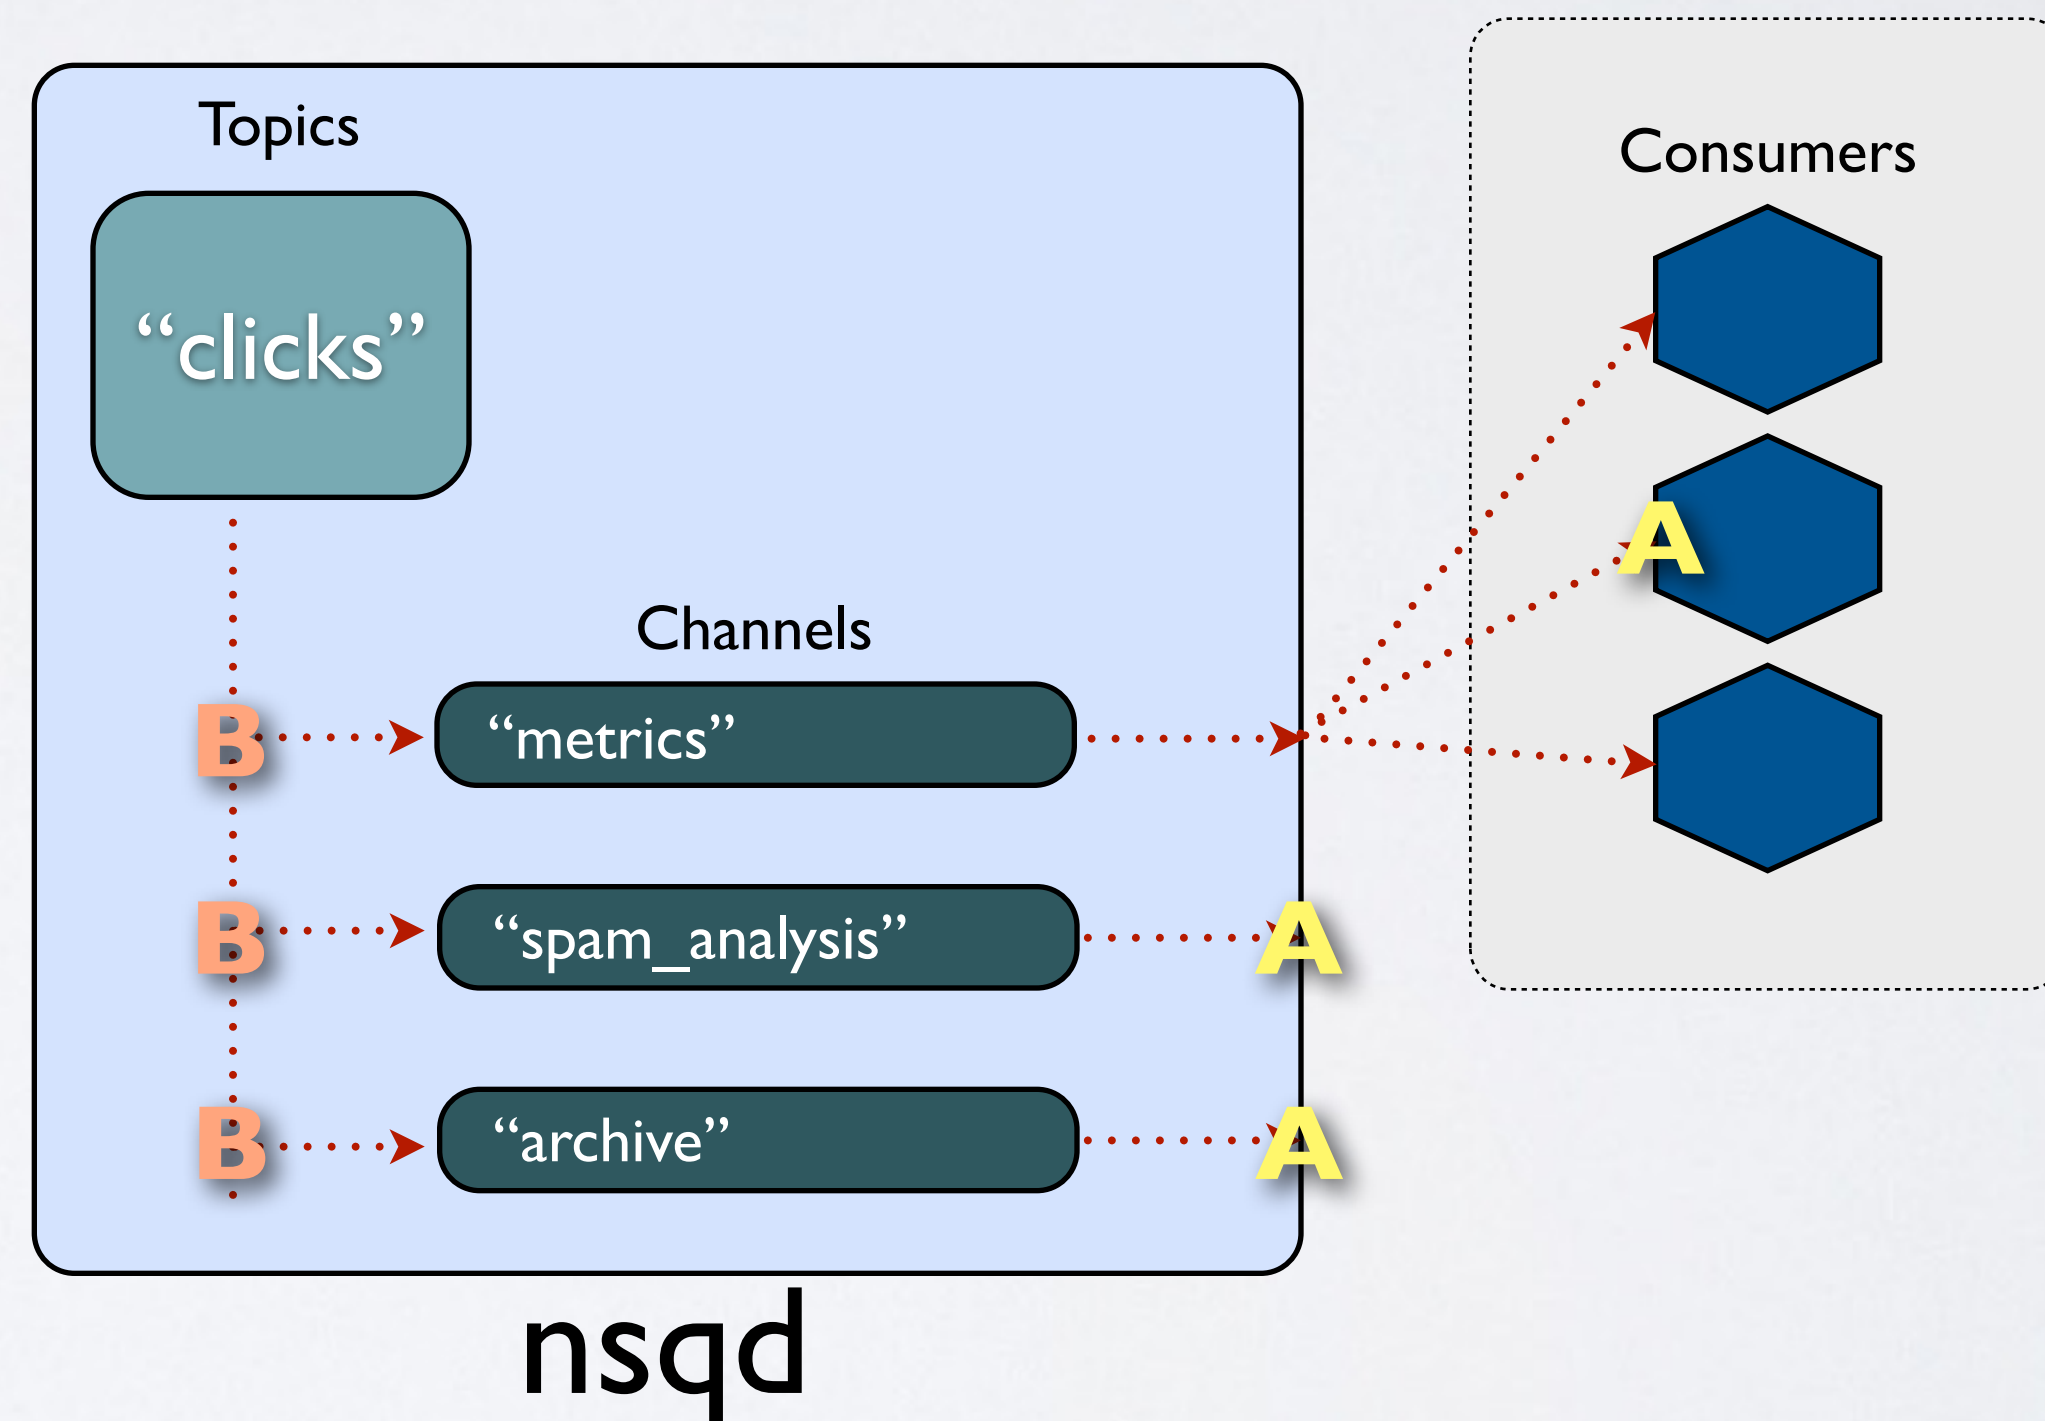 Topics
Consumers
“clicks”
A
Channels
B
“metrics”
B
“spam_analysis”
A
B
“archive”
A
nsqd